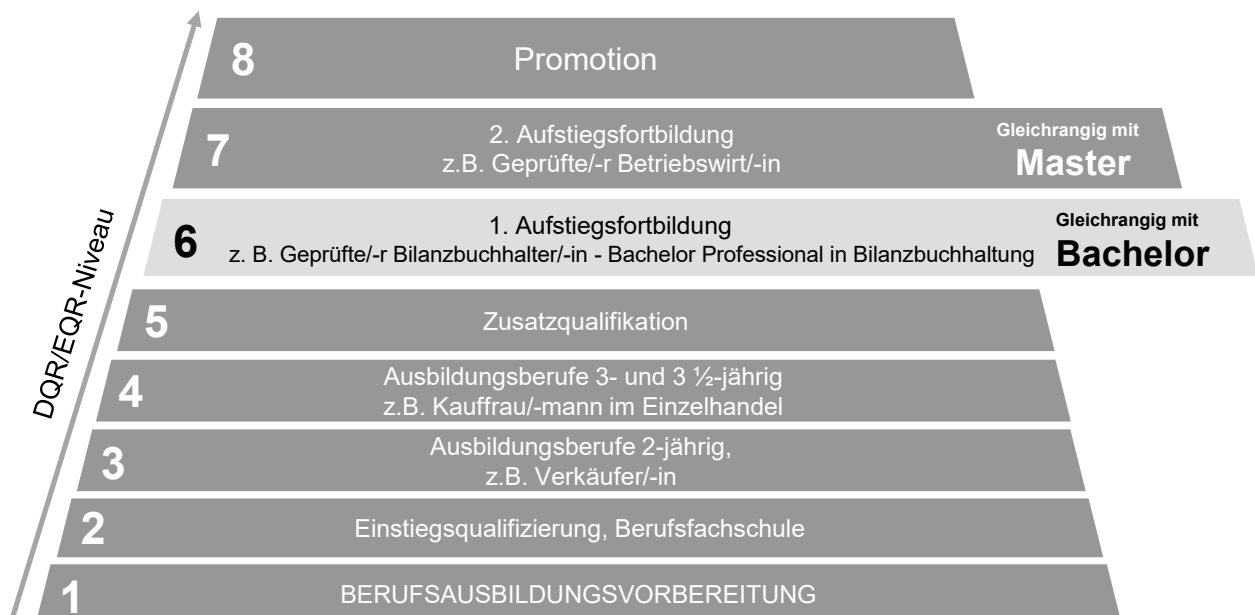 8
Promotion
7
2. Aufstiegsfortbildung
z.B. Geprüfte/-r Betriebswirt/-in
Gleichrangig mit
Master
6
1. Aufstiegsfortbildung
z. B. Geprüfte/-r Bilanzbuchhalter/-in - Bachelor Professional in Bilanzbuchhaltung
Gleichrangig mit
Bachelor
5
Zusatzqualifikation
4
Ausbildungsberufe 3- und 3 ½-jährig
z.B. Kauffrau/-mann im Einzelhandel
3
Ausbildungsberufe 2-jährig,
z.B. Verkäufer/-in
2
Einstiegsqualifizierung, Berufsfachschule
1
BERUFSAUSBILDUNGSVORBEREITUNG
DQR/EQR-Niveau